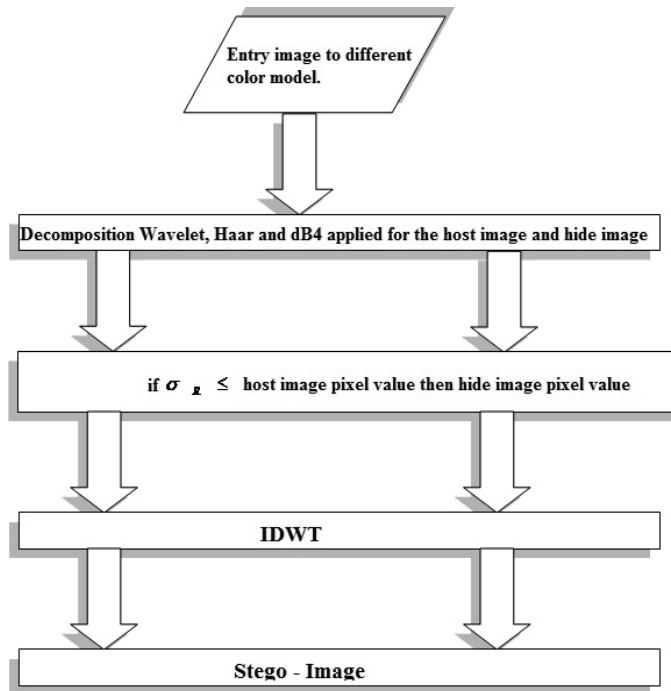 Entry image to different
color model.
Decomposition Wavelet, Haar and dB4 applied for the host image and hide image
if σ R ≤ host image pixel value then hide image pixel value
IDWT
Stego - Image